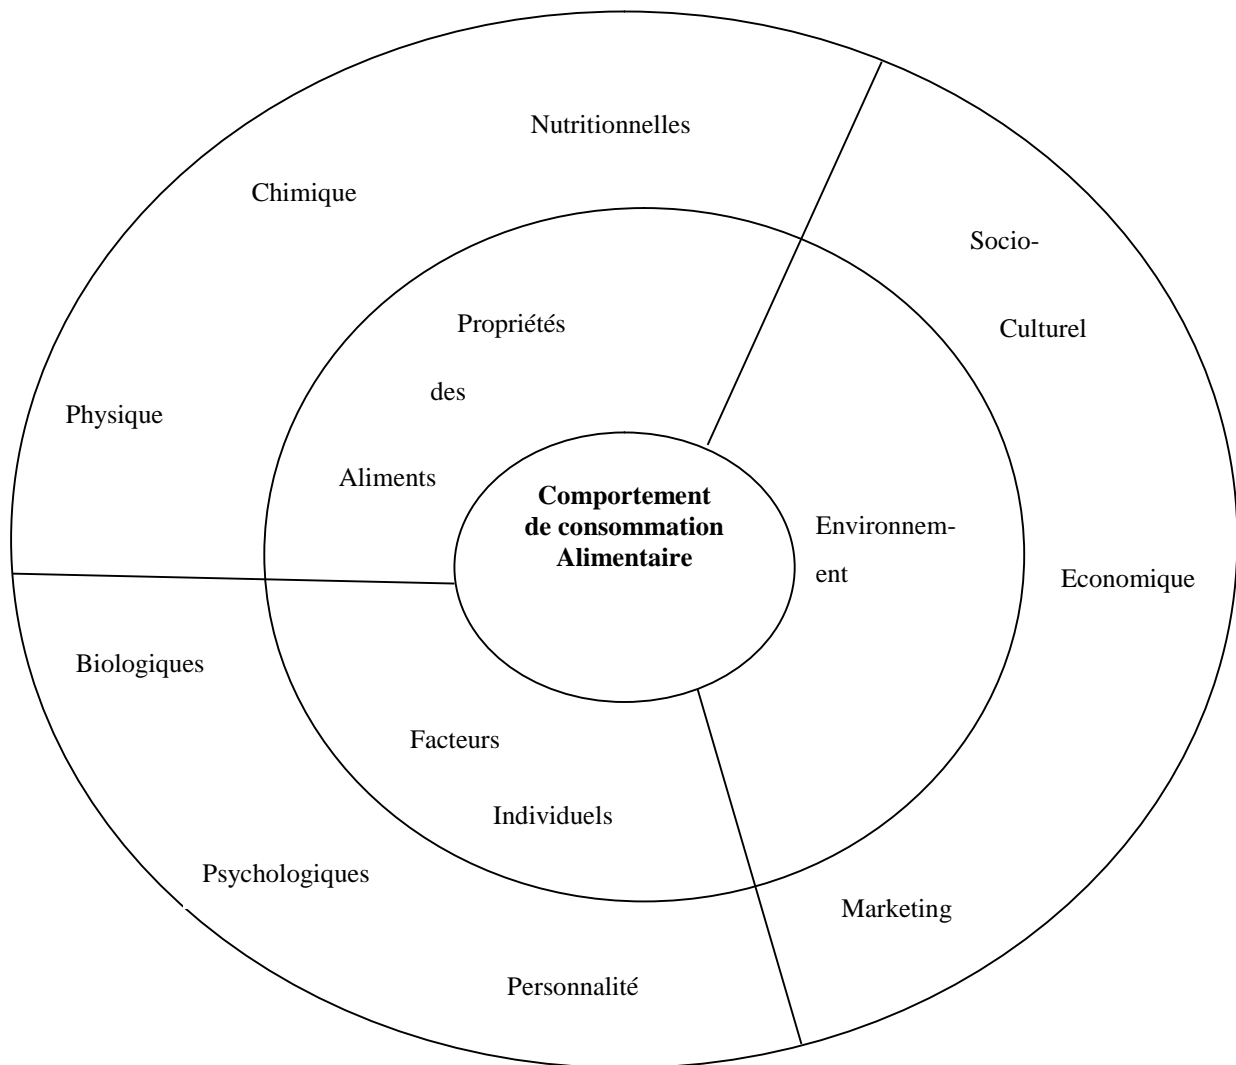 Nutritionnelles
Chimique
Socio-
Culturel
Propriétés
des
Physique
Aliments
Comportement
de consommation
Alimentaire
Environnem-
ent
Economique
Biologiques
Facteurs
Individuels
Psychologiques
Marketing
Personnalité